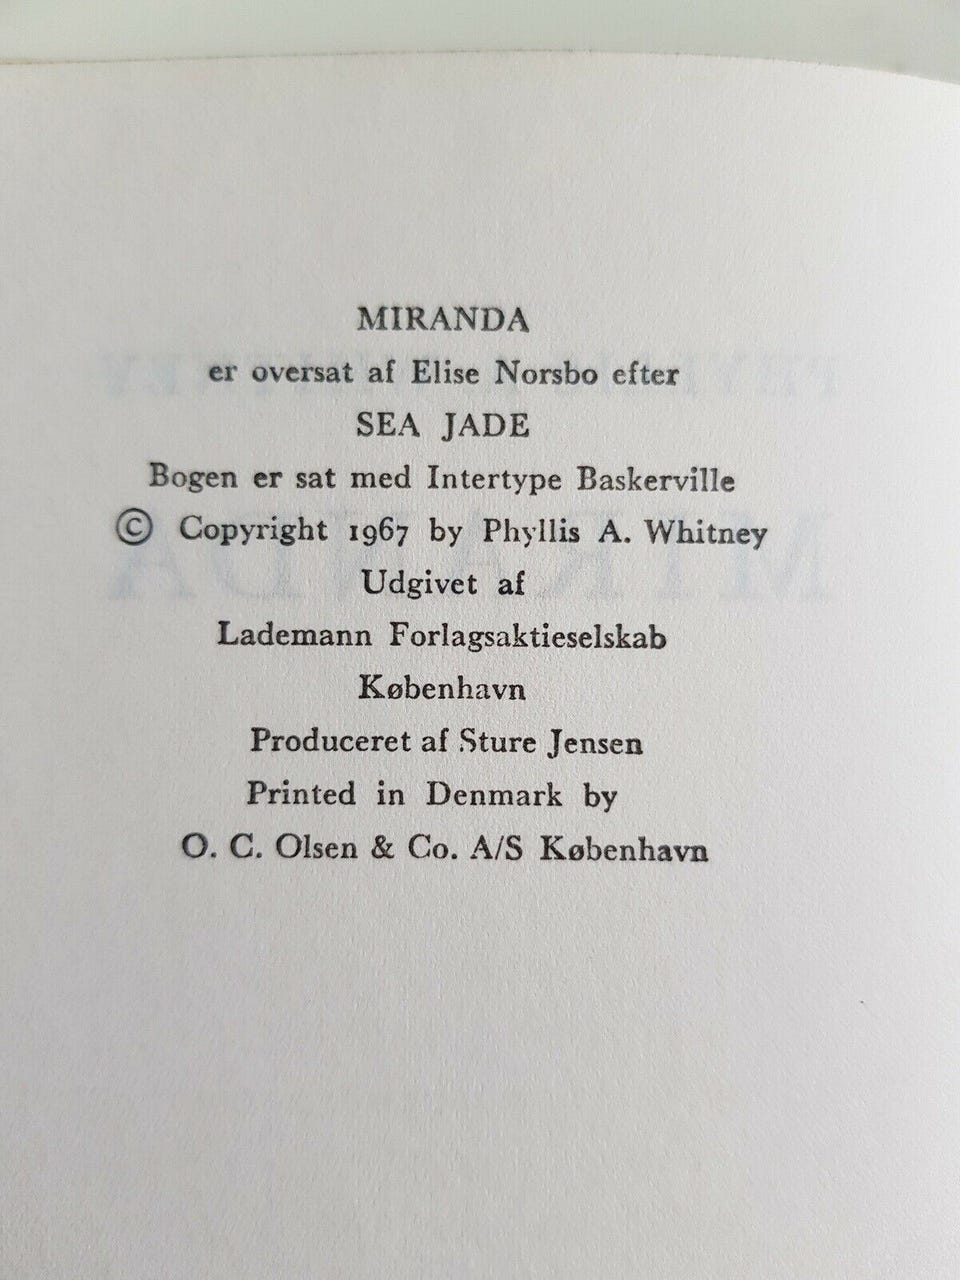 MIRANDA
er oversat af Elise Norsbo efter
SEA JADE
Bogen er sat med Intertype Baskerville
© Copyright 1967 by Phyllis A. Whitney
Udgivet af
Lademann Forlagsaktieselskab
København
Produceret af Sture Jensen
Printed in Denmark by
O. C. Olsen & Co. A/S København